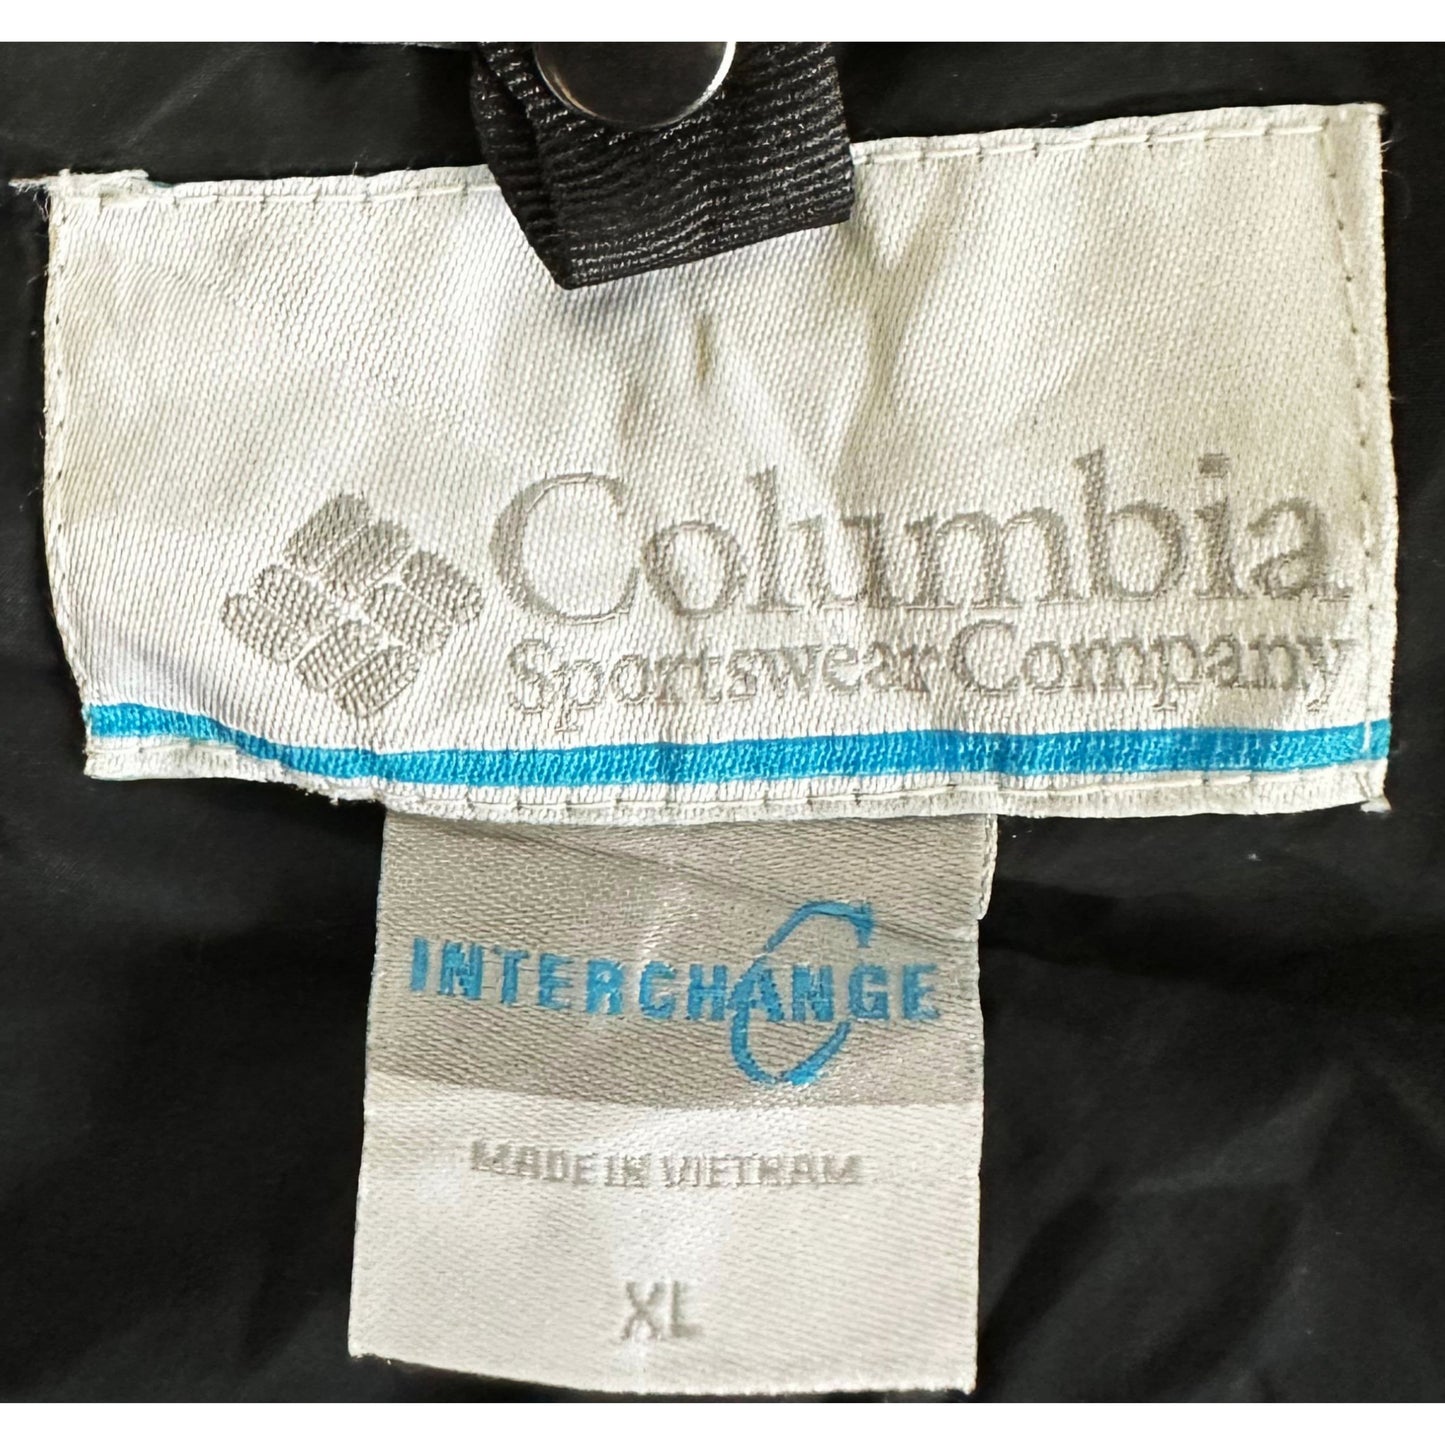 Columbia
Sportswear Company
INTERCHANGE
MADE IN VIETNAM
XL